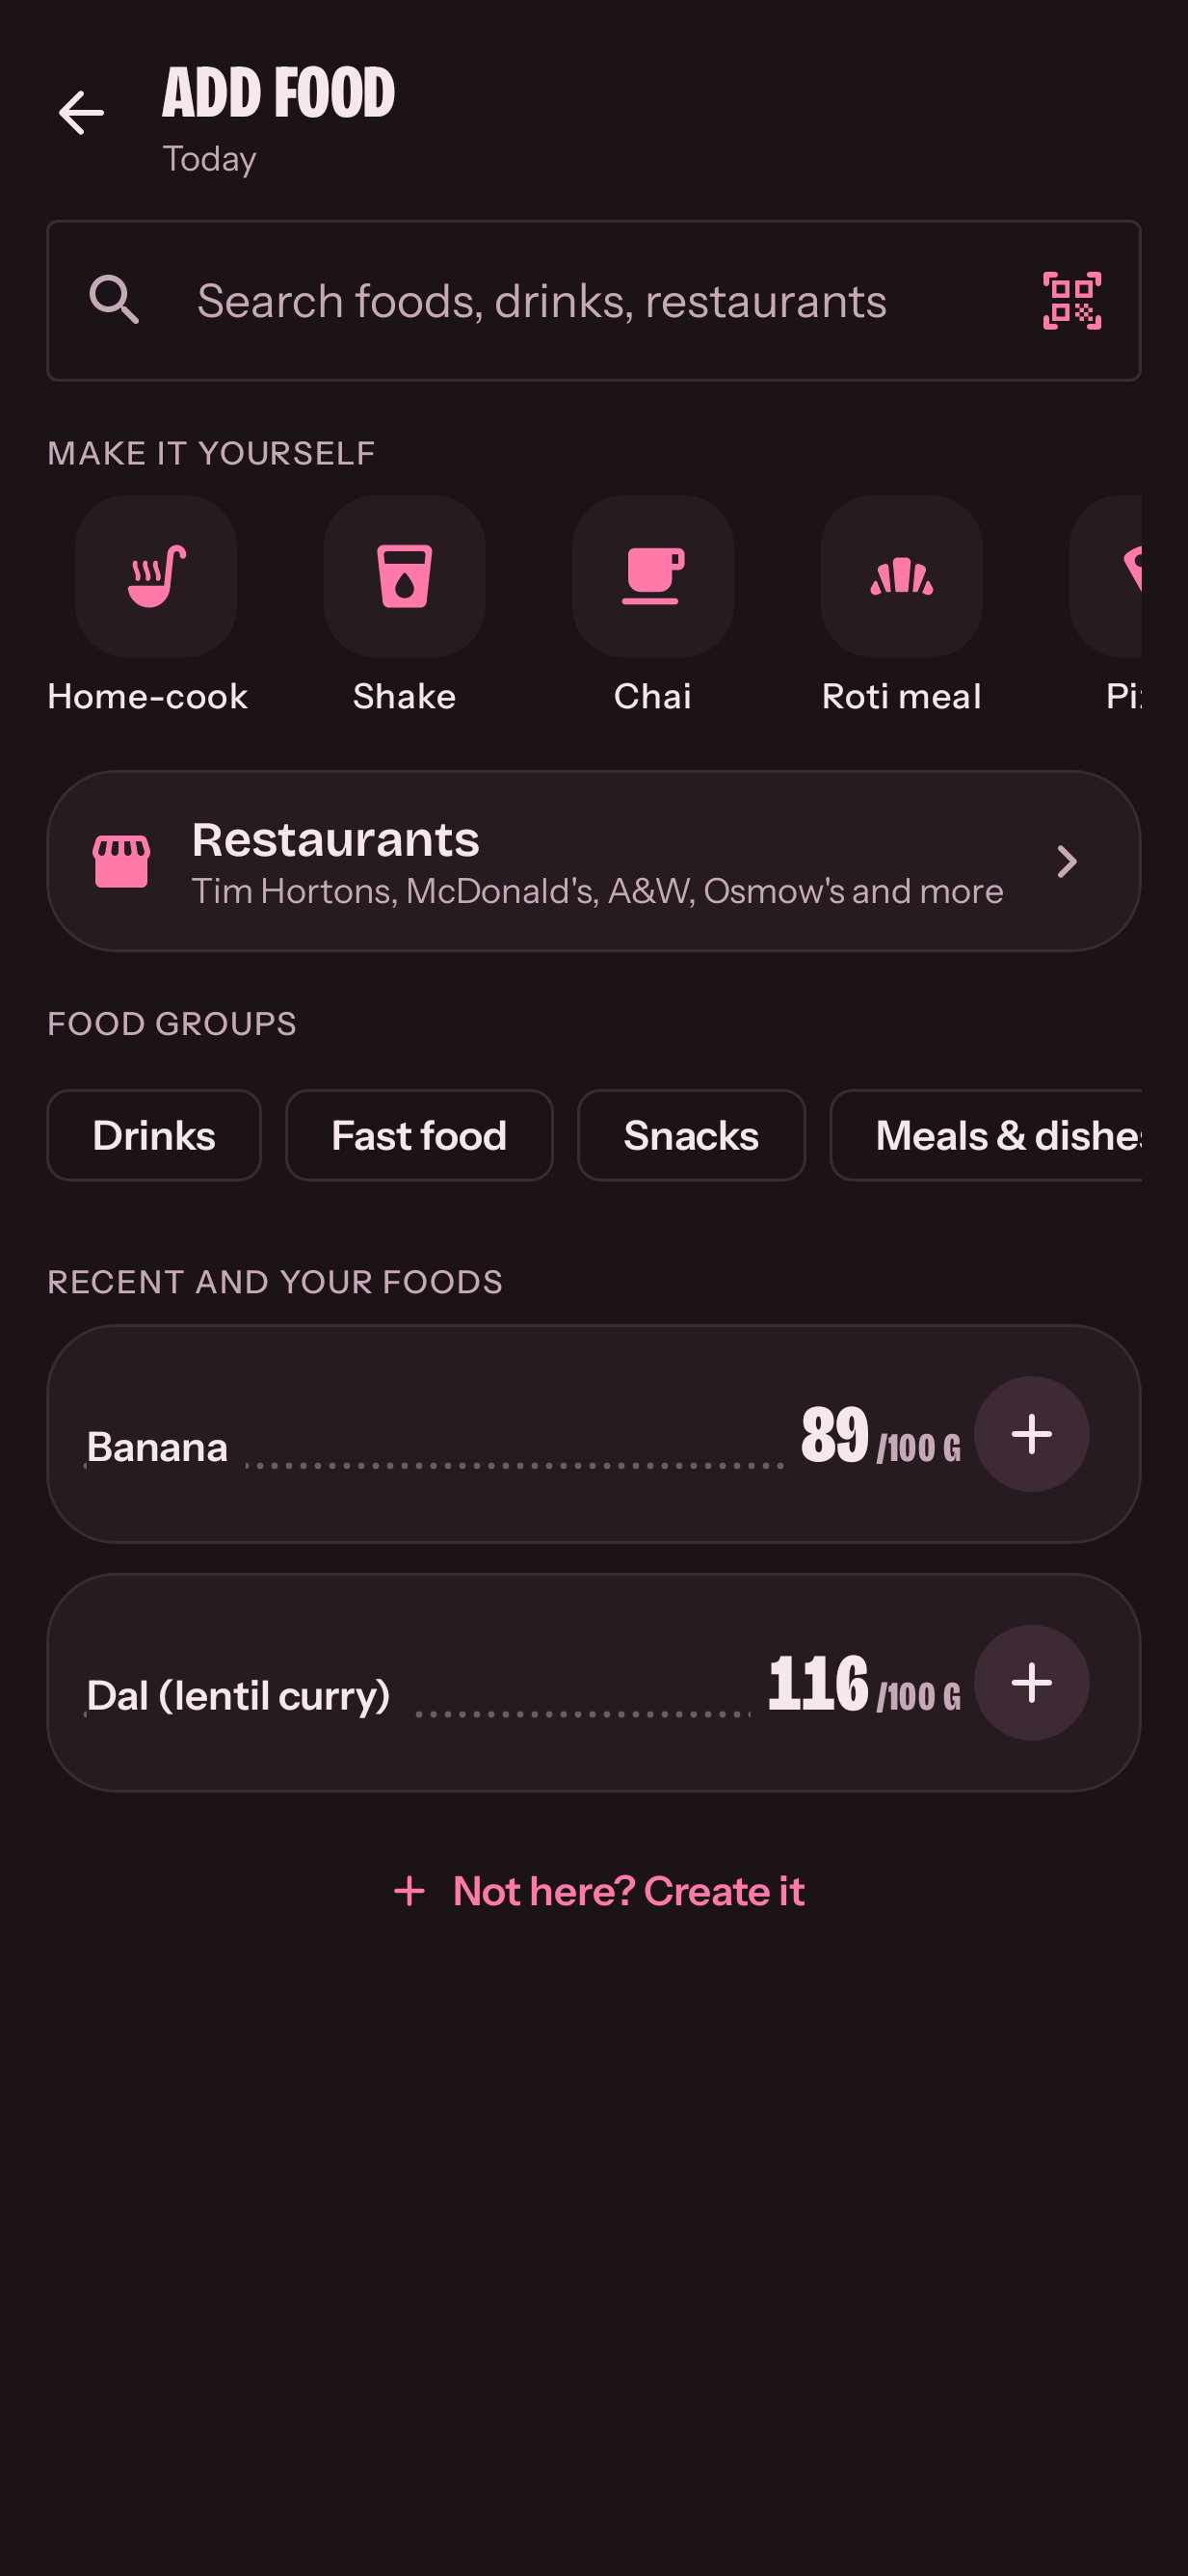 ADD FOOD
Today
Search foods, drinks, restaurants
MAKE IT YOURSELF
Home-cook
Shake
Chai
Roti meal
Restaurants
Tim Hortons, McDonald's, A&W, Osmow's and more
FOOD GROUPS
Drinks
Fast food
Snacks
Meals & dishes
RECENT AND YOUR FOODS
Banana 89 /100 G
Dal (lentil curry) 116 /100 G
Not here? Create it